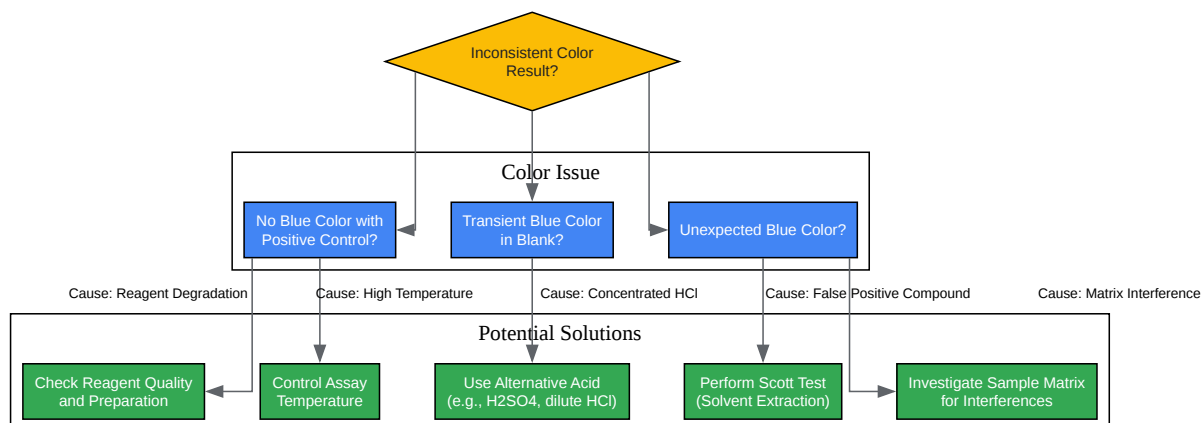 Inconsistent Color
Result?
Color Issue
No Blue Color with
Positive Control?
Transient Blue Color
in Blank?
Unexpected Blue Color?
Cause: Reagent Degradation
Cause: High Temperature
Cause: Concentrated HCl
Cause: False Positive Compound
Cause: Matrix Interference
Potential Solutions
Check Reagent Quality
and Preparation
Control Assay
Temperature
Use Alternative Acid
(e.g., H2SO4, dilute HCl)
Perform Scott Test
(Solvent Extraction)
Investigate Sample Matrix
for Interferences